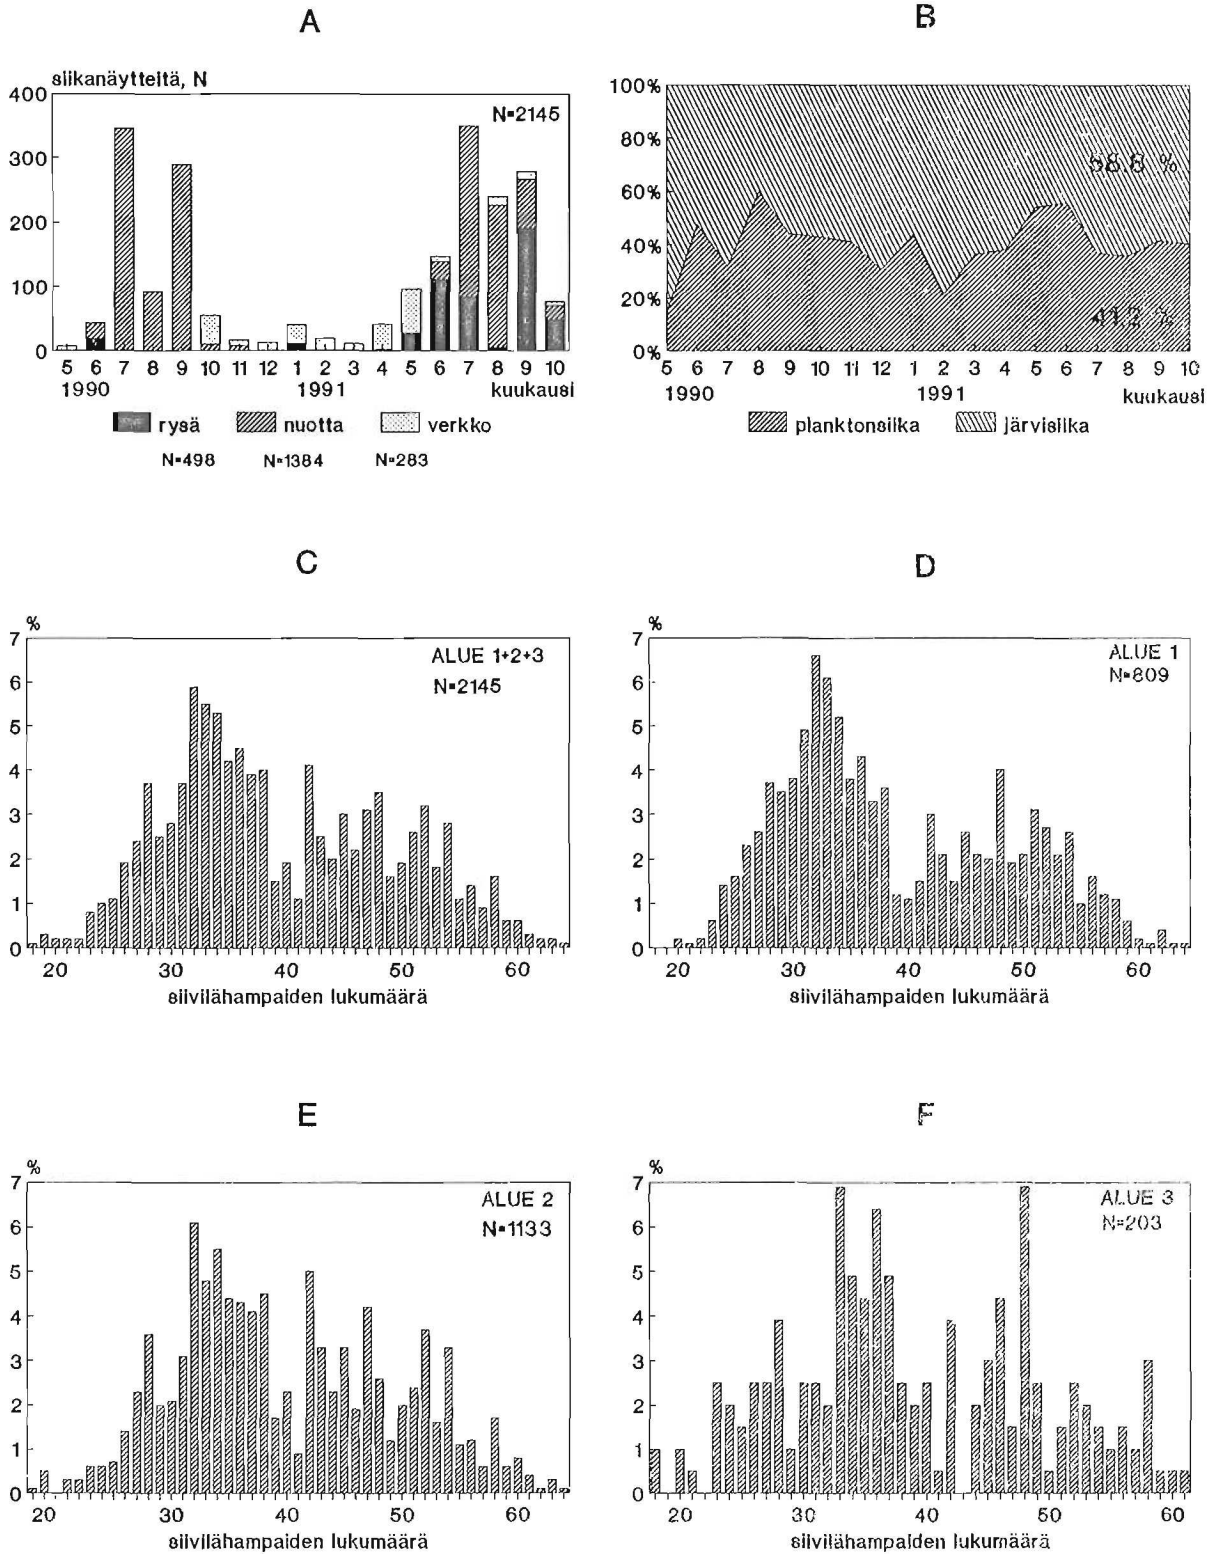 A
siikanäytteitä, N
400
300
200
100
0
N=2145
5 6 7 8 9 10 11 12 1 2 3 4 5 6 7 8 9 10
1990 1991 kuukausi
rysä nuotta verkko
N=498 N=1384 N=283
B
100%
80%
60%
40%
20%
0%
58.8 %
41.2 %
5 6 7 8 9 10 11 12 1 2 3 4 5 6 7 8 9 10
1990 1991 kuukausi
planktonsiika järvisiika
C
%
7
6
5
4
3
2
1
0
ALUE 1+2+3
N=2145
20 30 40 50 60
siivilähampaiden lukumäärä
D
%
7
6
5
4
3
2
1
0
ALUE 1
N=809
20 30 40 50 60
siivilähampaiden lukumäärä
E
%
7
6
5
4
3
2
1
0
ALUE 2
N=1133
20 30 40 50 60
siivilähampaiden lukumäärä
F
%
7
6
5
4
3
2
1
0
ALUE 3
N=203
20 30 40 50 60
siivilähampaiden lukumäärä